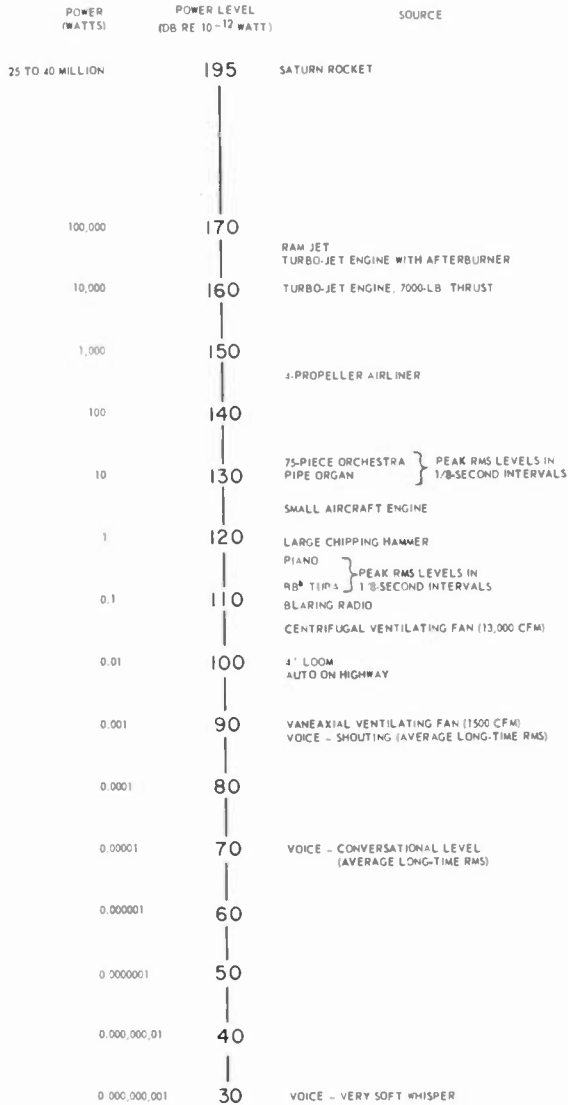 POWER (WATTS) POWER LEVEL (DB RE 10⁻¹² WATT) SOURCE
25 TO 40 MILLION 195 SATURN ROCKET
100,000 170
RAM JET
TURBO-JET ENGINE WITH AFTERBURNER
10,000 160 TURBO-JET ENGINE, 7000-LB THRUST
1,000 150
4-PROPELLER AIRLINER
100 140
75-PIECE ORCHESTRA } PEAK RMS LEVELS IN
10 130 PIPE ORGAN 1/8-SECOND INTERVALS
SMALL AIRCRAFT ENGINE
1 120 LARGE CHIPPING HAMMER
PIANO } PEAK RMS LEVELS IN
BB♭ TUBA 1/8-SECOND INTERVALS
0.1 110 BLARING RADIO
CENTRIFUGAL VENTILATING FAN (13,000 CFM)
0.01 100 4' LOOM
AUTO ON HIGHWAY
0.001 90 VANEAXIAL VENTILATING FAN (1500 CFM)
VOICE - SHOUTING (AVERAGE LONG-TIME RMS)
0.0001 80
0.00001 70 VOICE - CONVERSATIONAL LEVEL
(AVERAGE LONG-TIME RMS)
0.000001 60
0.0000001 50
0.000,000,01 40
0.000,000,001 30 VOICE - VERY SOFT WHISPER